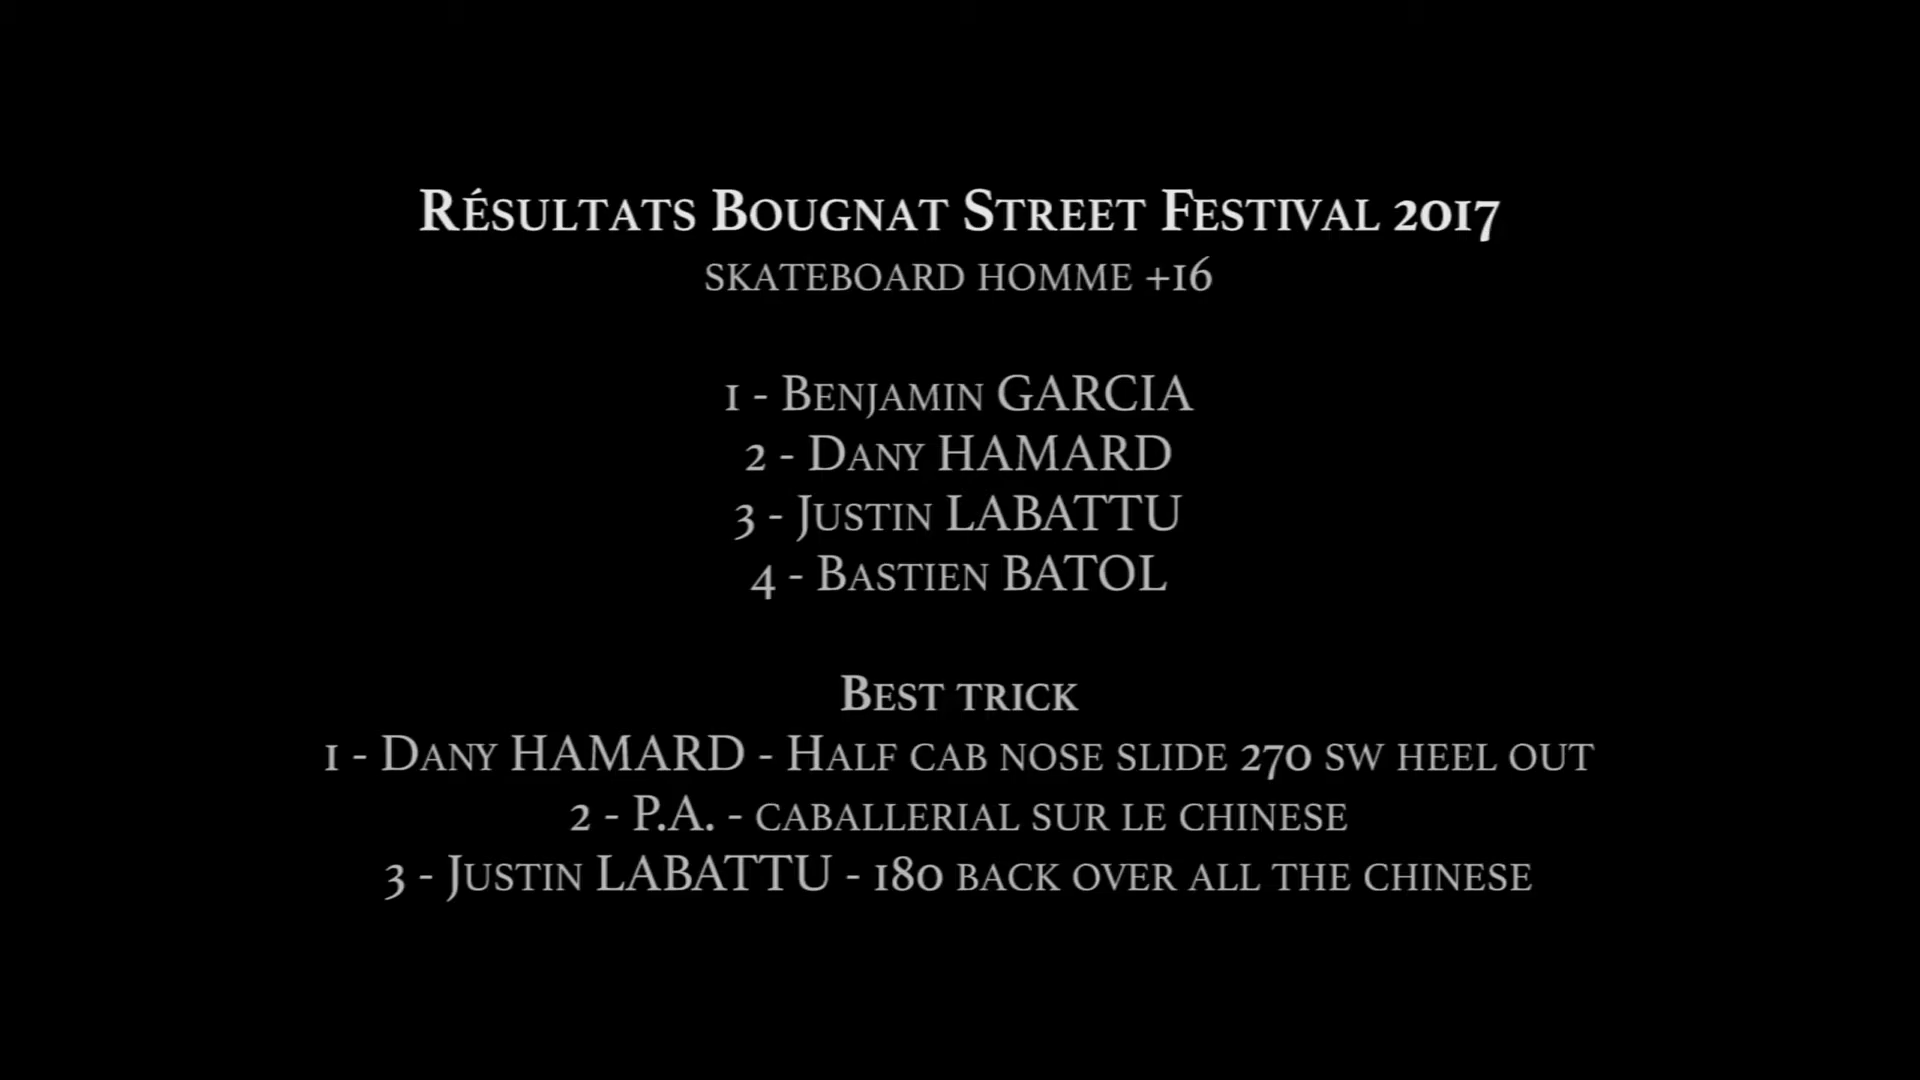 Résultats Bougnat Street Festival 2017
skateboard homme +16
1 - Benjamin GARCIA
2 - Dany HAMARD
3 - Justin LABATTU
4 - Bastien BATOL
Best trick
1 - Dany HAMARD - Half cab nose slide 270 sw heel out
2 - P.A. - caballerial sur le chinese
3 - Justin LABATTU - 180 back over all the chinese